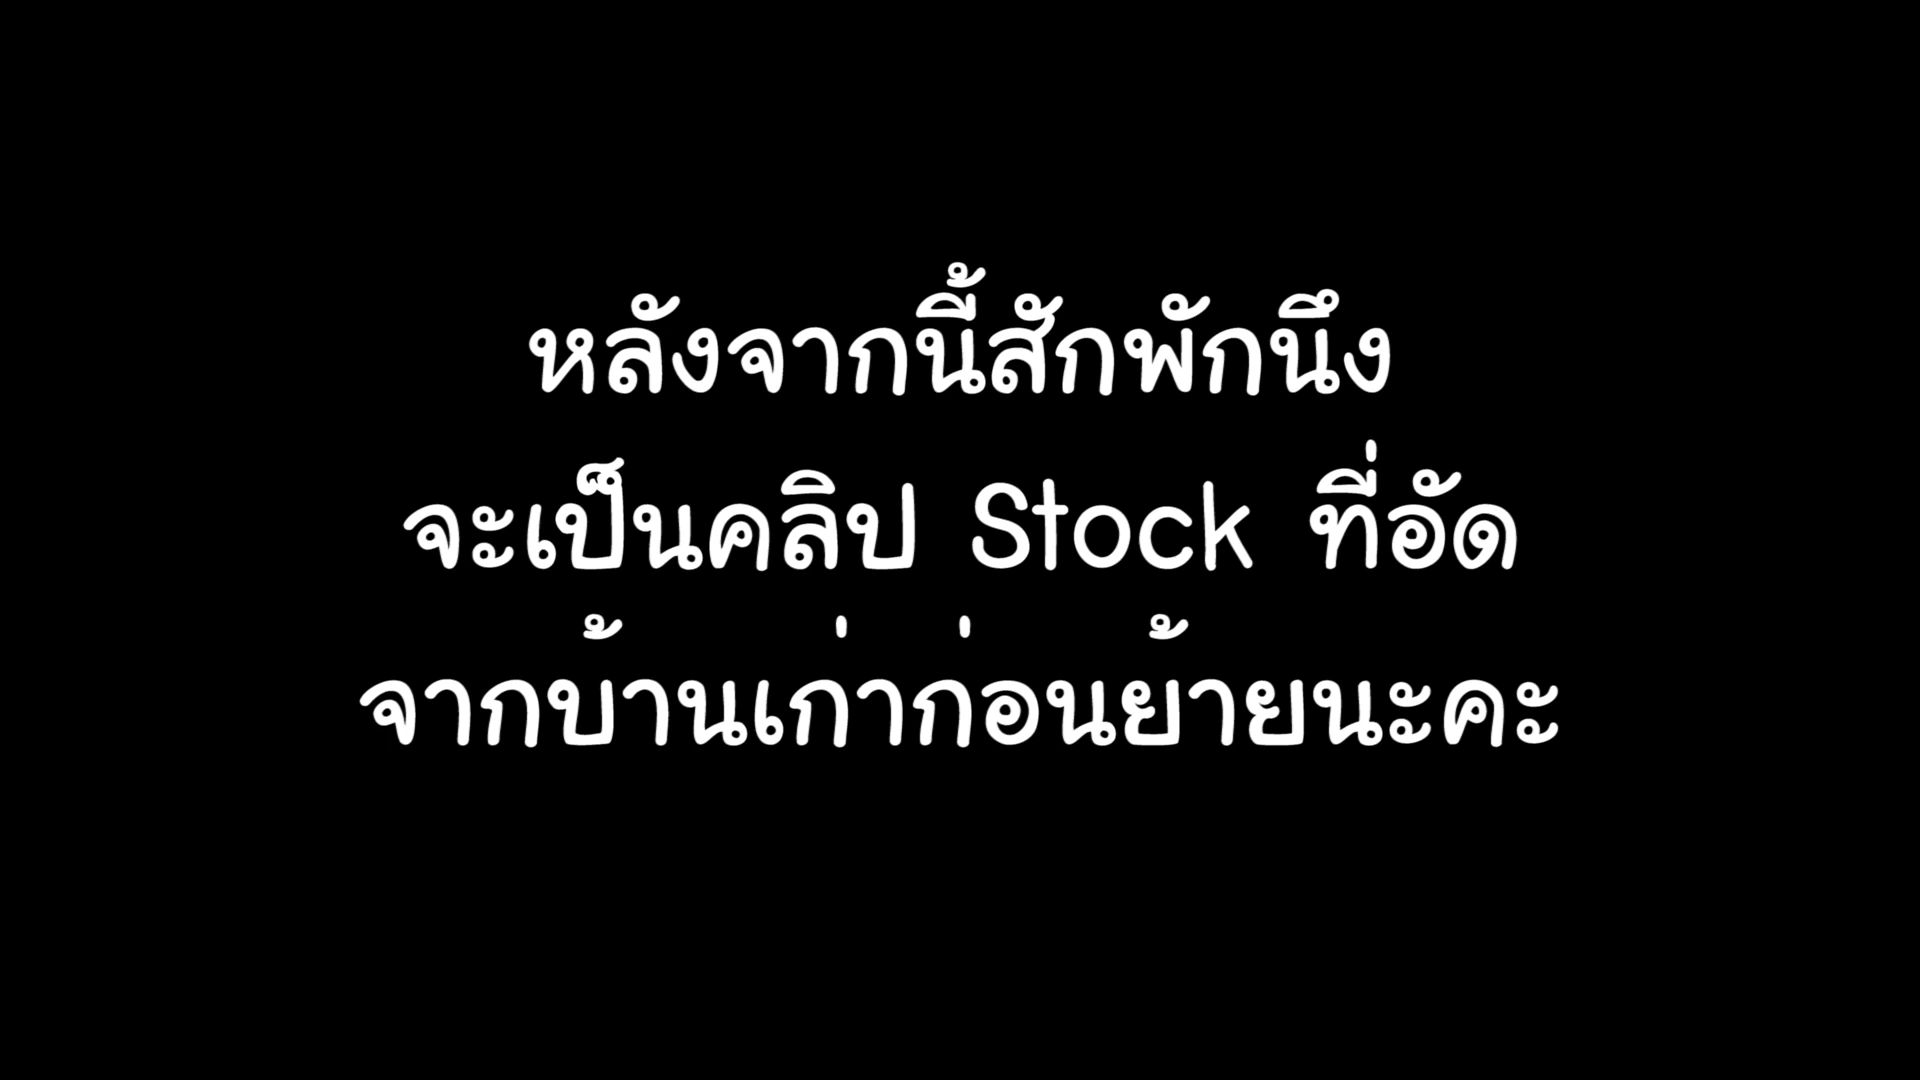 หลังจากนี้สักพักนึง
จะเป็นคลิป Stock ที่อัด
จากบ้านเก่าก่อนย้ายนะคะ